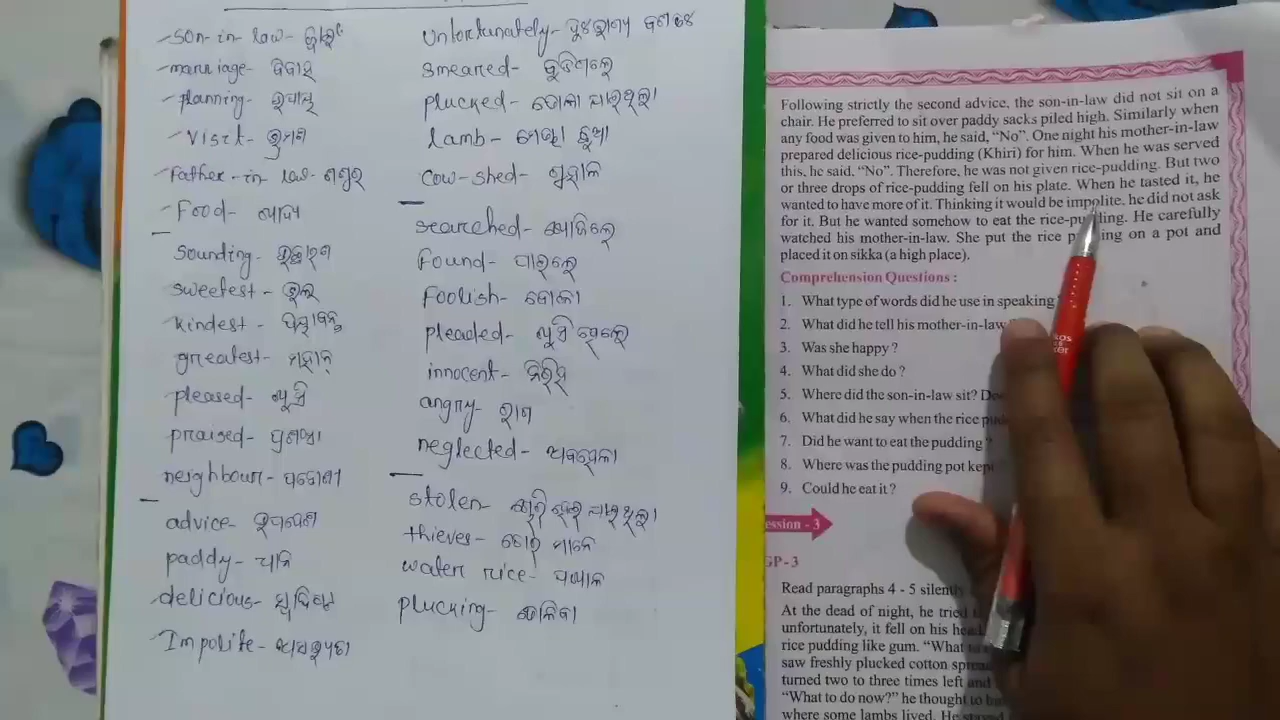 son-in-law- ଜ୍ୱାଇଁ
marriage- ବିବାହ
planning- ଉପାୟ
visit- ଭ୍ରମଣ
father-in law- ଶଶୁର
food- ଖାଦ୍ୟ
sounding- ଉଚ୍ଚାରଣ
sweetest- ଭଲ
kindest-
greatest- ମହାନ୍
pleased- ଖୁସି
praised- ପ୍ରଶଂସା
neighbour- ପଡୋଶୀ
advice- ଉପଦେଶ
paddy- ଧାନ
delicious- ସ୍ୱାଦିଷ୍ଟ
Impolite-
unfortunately-
smeared-
plucked- ତୋଳା ଯାଇଥିଲା
lamb- ମେଣ୍ଢା ଛୁଆ
cow-shed- ଗୁହାଳ
searched- ଖୋଜିଲେ
found- ପାଇଲେ
foolish- ବୋକା
pleaded- ଖୁସି ହେଲେ
innocent-
angry- ରାଗ
neglected- ଅବହେଳା
stolen- ଚୋରି ହୋଇ ଯାଇଥିଲା
thieves- ଚୋର ମାନେ
water rice- ପଖାଳ
plucking- ତୋଳିବା
Following strictly the second advice, the son-in-law did not sit on a
chair. He preferred to sit over paddy sacks piled high. Similarly when
any food was given to him, he said, “No”. One night his mother-in-law
prepared delicious rice-pudding (Khiri) for him. When he was served
this, he said, “No”. Therefore, he was not given rice-pudding. But two
or three drops of rice-pudding fell on his plate. When he tasted it, he
wanted to have more of it. Thinking it would be impolite, he did not ask
for it. But he wanted somehow to eat the rice-pudding. He carefully
watched his mother-in-law. She put the rice on a pot and
placed it on sikka (a high place).
Comprehension Questions :
1. What type of words did he use in speaking
2. What did he tell his mother-in-law
3. Was she happy ?
4. What did she do ?
5. Where did the son-in-law sit?
6. What did he say when the rice
7. Did he want to eat the pudding ?
8. Where was the pudding pot
9. Could he eat it ?
- 3
GP-3
Read paragraphs 4 - 5 silently
At the dead of night, he tried
unfortunately, it fell on his
rice pudding like gum. “What
saw freshly plucked cotton
turned two to three times left and
“What to do now?” he thought to
where some lambs lived. He